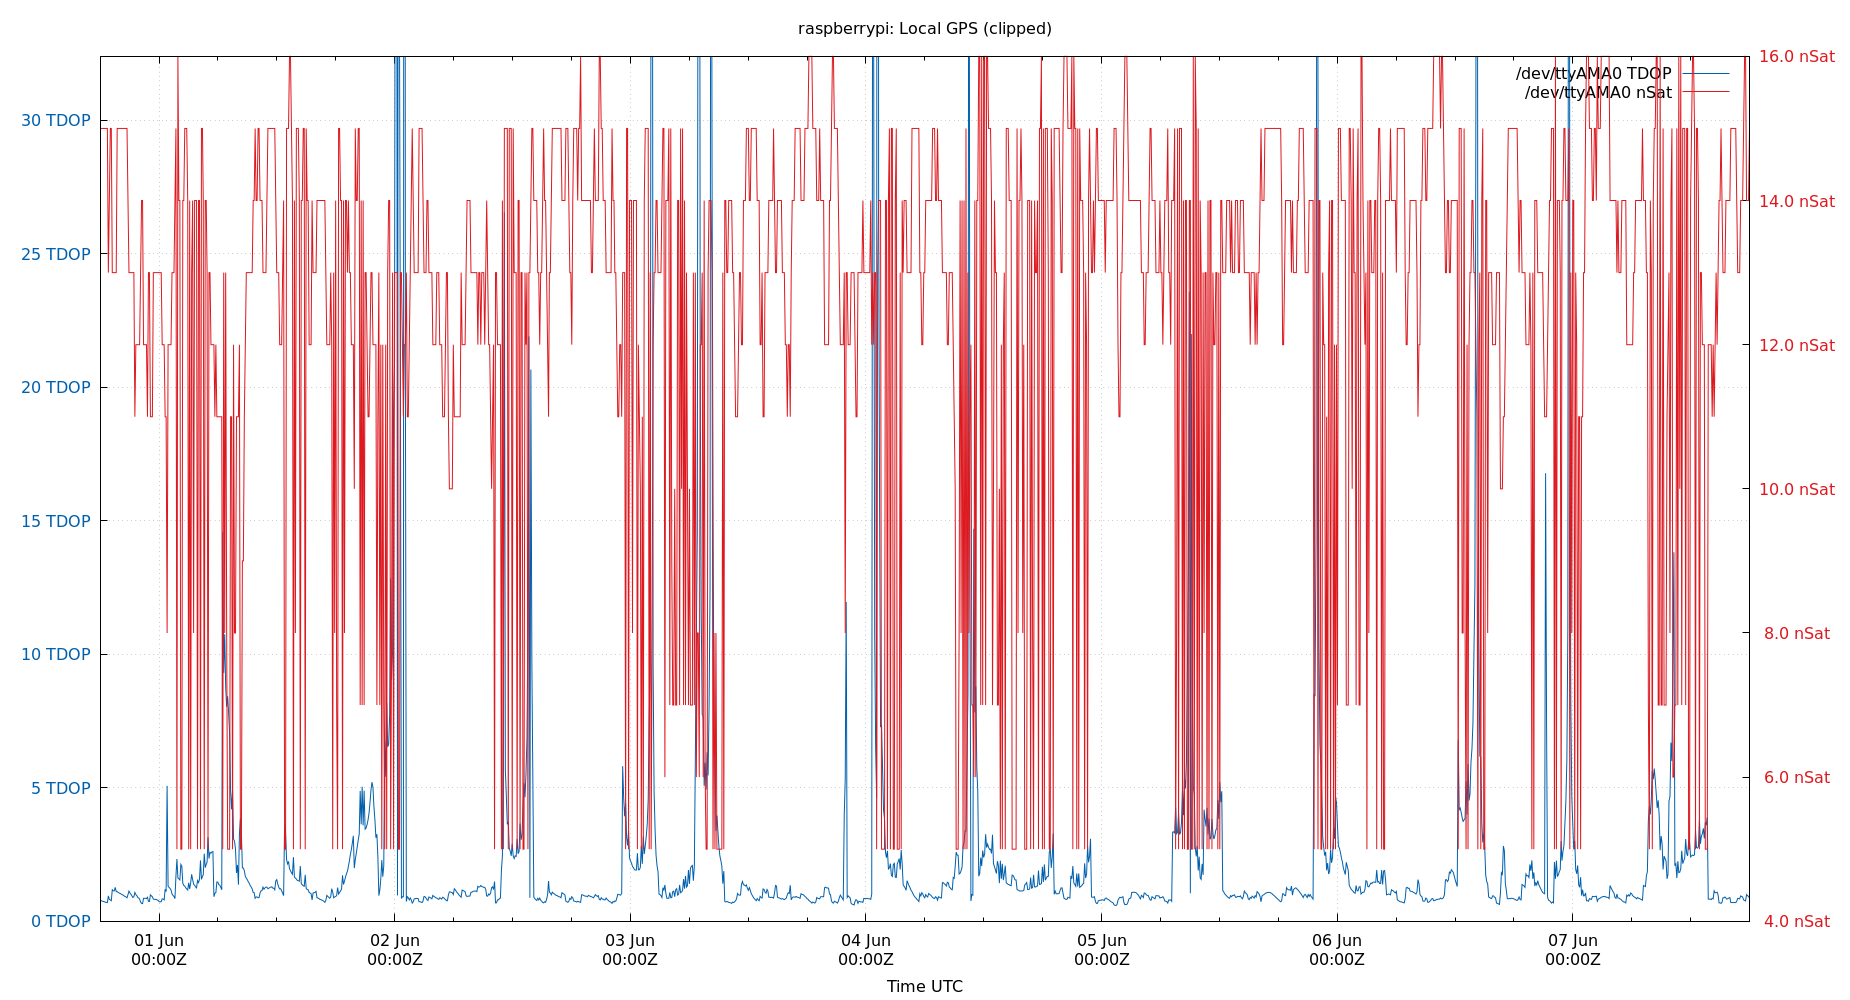 raspberrypi: Local GPS (clipped)
16.0 nSat
/dev/ttyAMA0 TDOP
/dev/ttyAMA0 nSat
30 TDOP
14.0 nSat
25 TDOP
12.0 nSat
20 TDOP
10.0 nSat
15 TDOP
8.0 nSat
10 TDOP
6.0 nSat
5 TDOP
0 TDOP
4.0 nSat
01 Jun 02 Jun 03 Jun 04 Jun 05 Jun 06 Jun 07 Jun
00:00Z 00:00Z 00:00Z 00:00Z 00:00Z 00:00Z 00:00Z
Time UTC